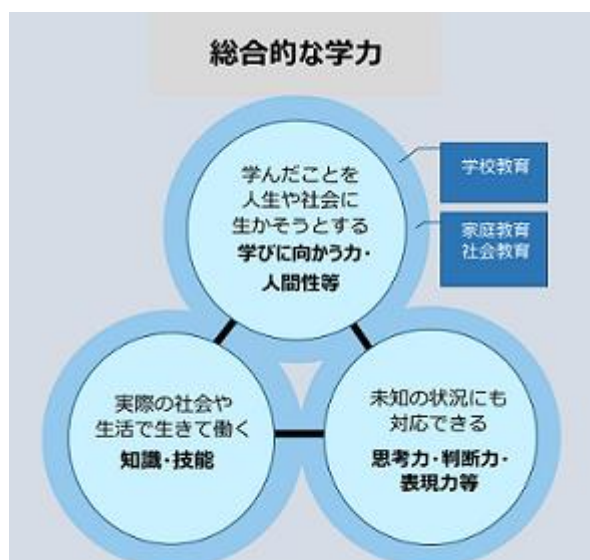 総合的な学力
学んだことを
人生や社会に
生かそうとする
学びに向かう力・
人間性等
学校教育
家庭教育
社会教育
実際の社会や
生活で生きて働く
知識・技能
未知の状況にも
対応できる
思考力・判断力・
表現力等